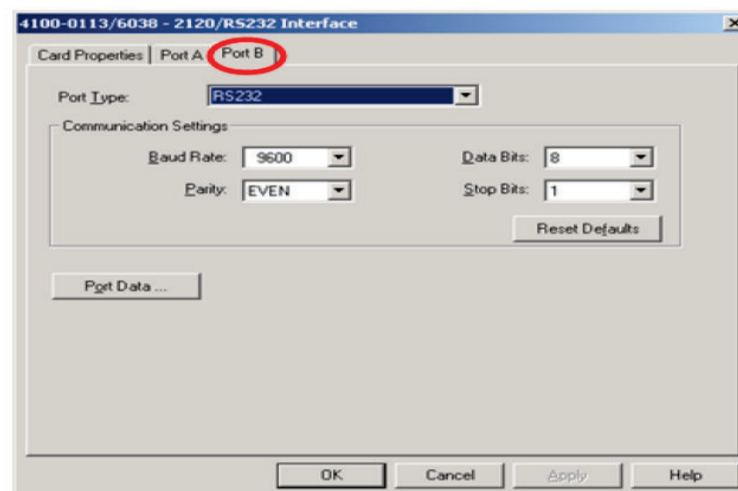 4100-0113/6038 - 2120/RS232 Interface
Card Properties Port A Port B
Port Type: RS232
Communication Settings
Baud Rate: 9600 Data Bits: 8
Parity: EVEN Stop Bits: 1
Reset Defaults
Port Data ...
OK Cancel Apply Help